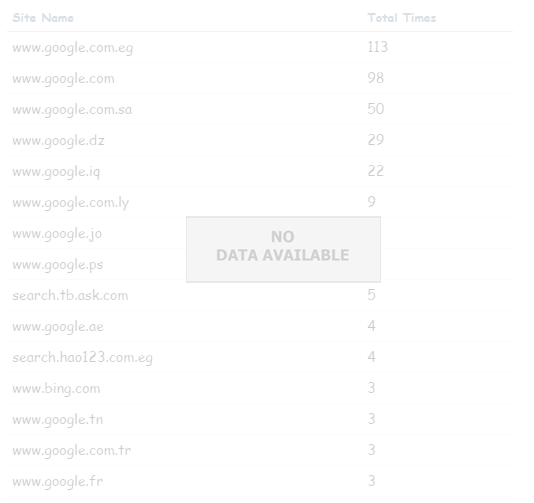 Site Name Total Times
www.google.com.eg 113
www.google.com 98
www.google.com.sa 50
www.google.dz 29
www.google.iq 22
www.google.com.ly 9
www.google.jo
NO
DATA AVAILABLE
www.google.ps
search.tb.ask.com 5
www.google.ae 4
search.hao123.com.eg 4
www.bing.com 3
www.google.tn 3
www.google.com.tr 3
www.google.fr 3